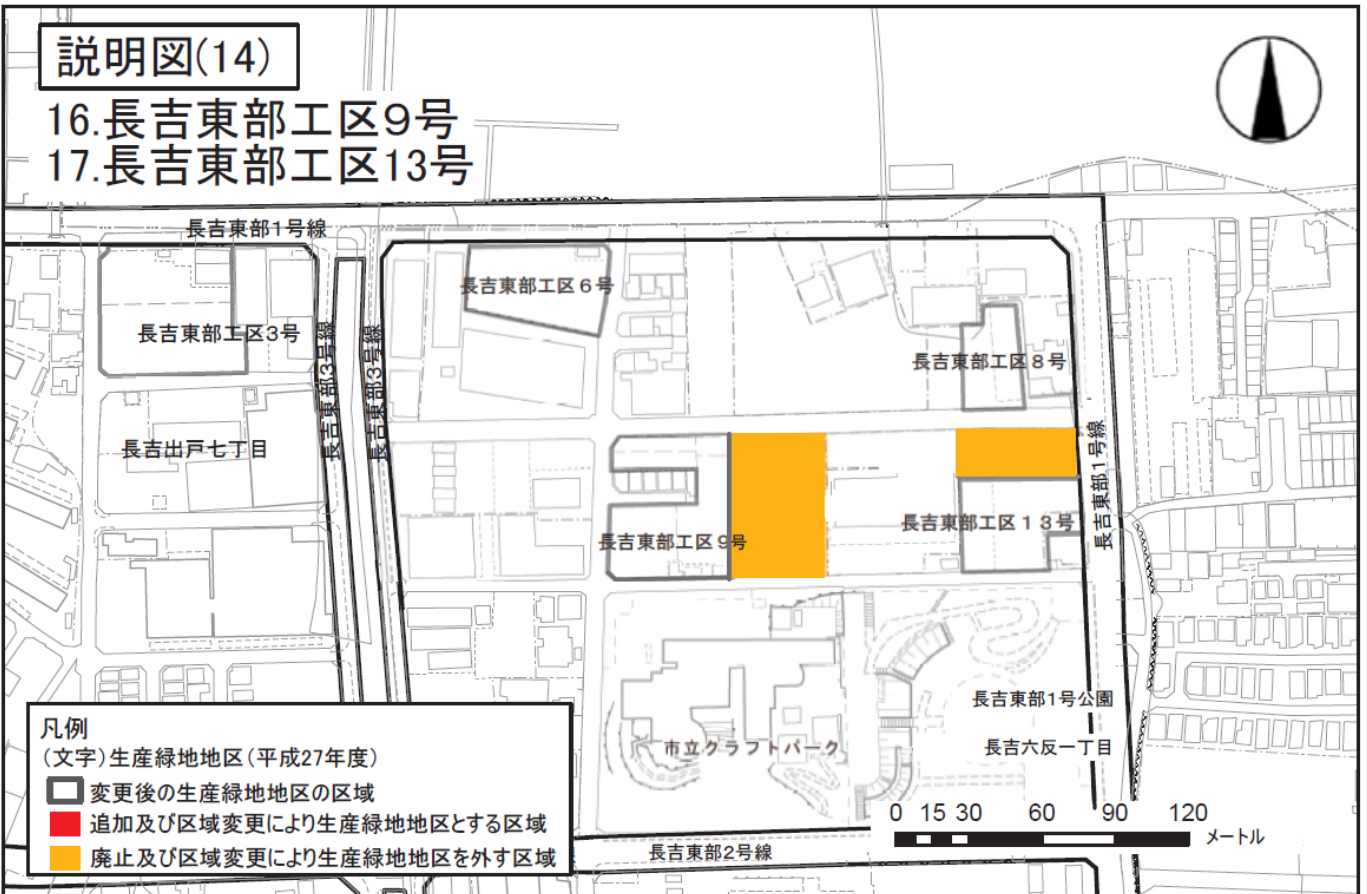 説明図(14)
16.長吉東部工区9号
17.長吉東部工区13号
長吉東部1号線
長吉東部工区6号
長吉東部工区3号
長吉東部3号線
長吉東部3号線
長吉東部工区8号
長吉出戸七丁目
長吉東部1号線
長吉東部工区9号
長吉東部工区13号
長吉東部1号公園
市立クラフトパーク
長吉六反一丁目
凡例
(文字)生産緑地地区(平成27年度)
変更後の生産緑地地区の区域
追加及び区域変更により生産緑地地区とする区域
廃止及び区域変更により生産緑地地区を外す区域
0 15 30 60 90 120
メートル
長吉東部2号線